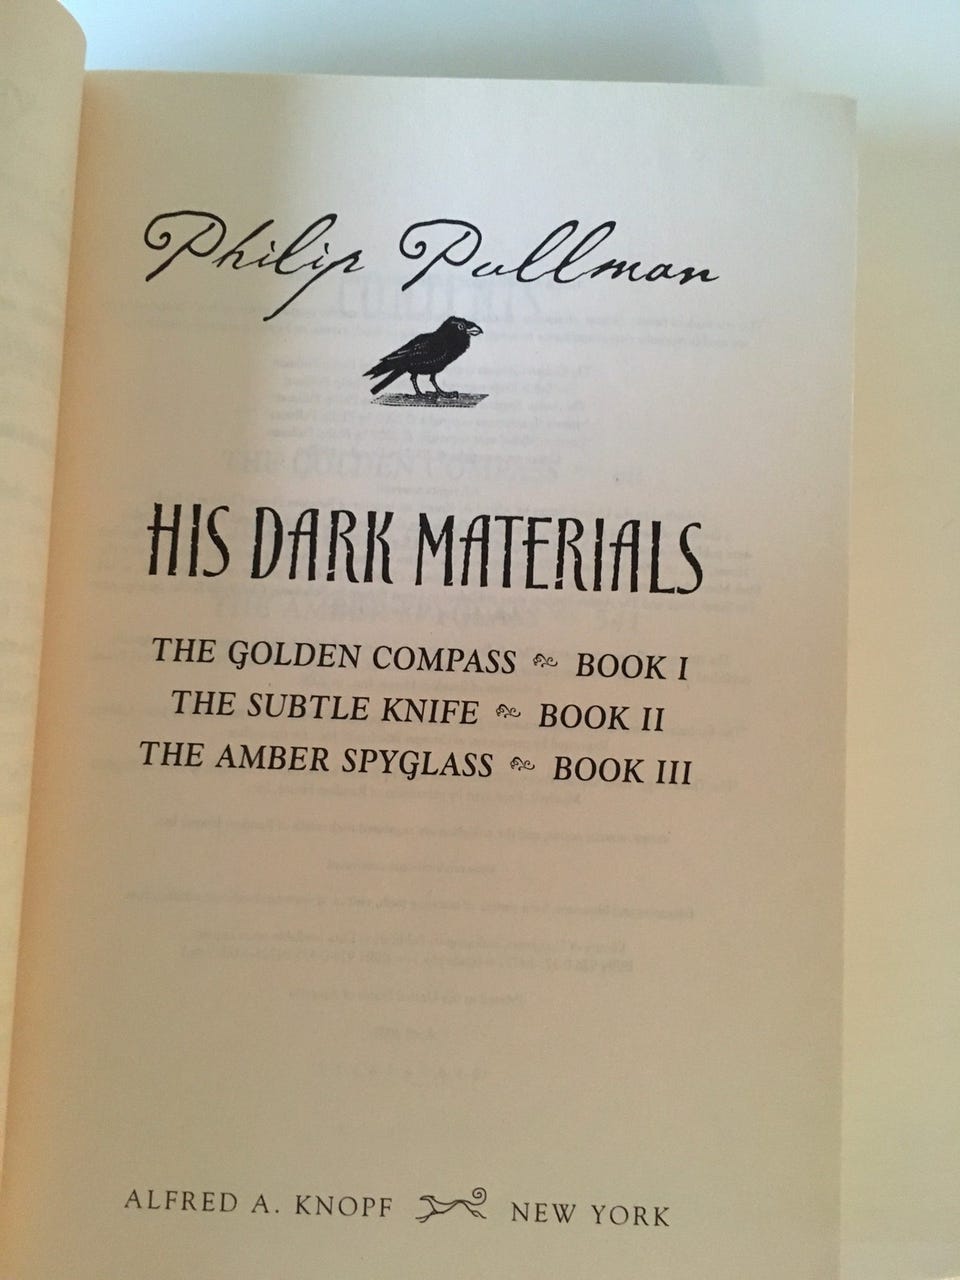 Philip Pullman
HIS DARK MATERIALS
THE GOLDEN COMPASS BOOK I
THE SUBTLE KNIFE BOOK II
THE AMBER SPYGLASS BOOK III
ALFRED A. KNOPF NEW YORK